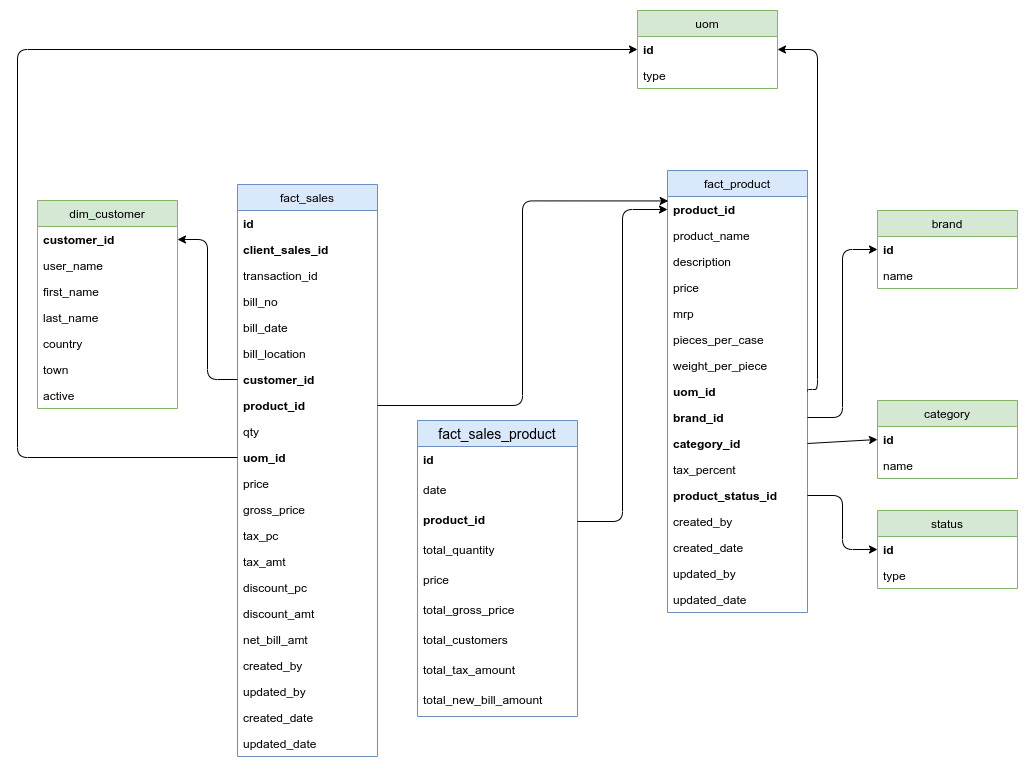 uom
id
type
dim_customer
customer_id
user_name
first_name
last_name
country
town
active
fact_sales
id
client_sales_id
transaction_id
bill_no
bill_date
bill_location
customer_id
product_id
qty
uom_id
price
gross_price
tax_pc
tax_amt
discount_pc
discount_amt
net_bill_amt
created_by
updated_by
created_date
updated_date
fact_sales_product
id
date
product_id
total_quantity
price
total_gross_price
total_customers
total_tax_amount
total_new_bill_amount
fact_product
product_id
product_name
description
price
mrp
pieces_per_case
weight_per_piece
uom_id
brand_id
category_id
tax_percent
product_status_id
created_by
created_date
updated_by
updated_date
brand
id
name
category
id
name
status
id
type